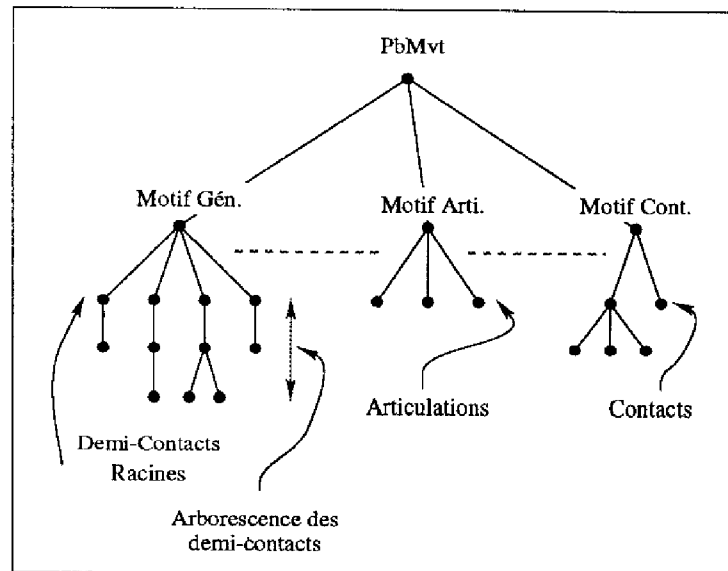 PbMvt
Motif Gén.
Motif Arti.
Motif Cont.
Articulations
Contacts
Demi-Contacts
Racines
Arborescence des
demi-contacts